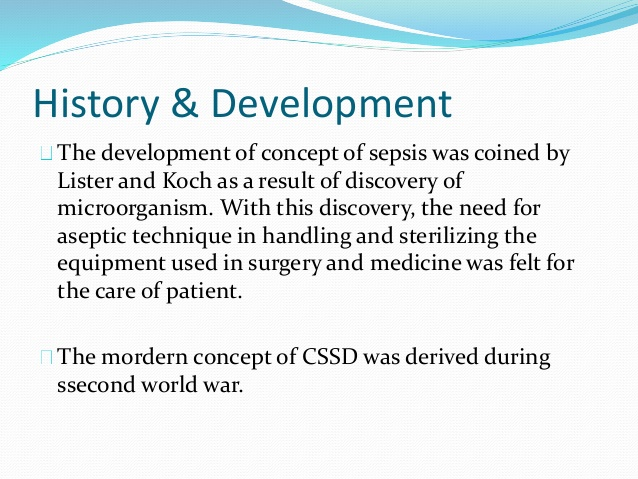 History & Development
The development of concept of sepsis was coined by
Lister and Koch as a result of discovery of
microorganism. With this discovery, the need for
aseptic technique in handling and sterilizing the
equipment used in surgery and medicine was felt for
the care of patient.
The mordern concept of CSSD was derived during
ssecond world war.